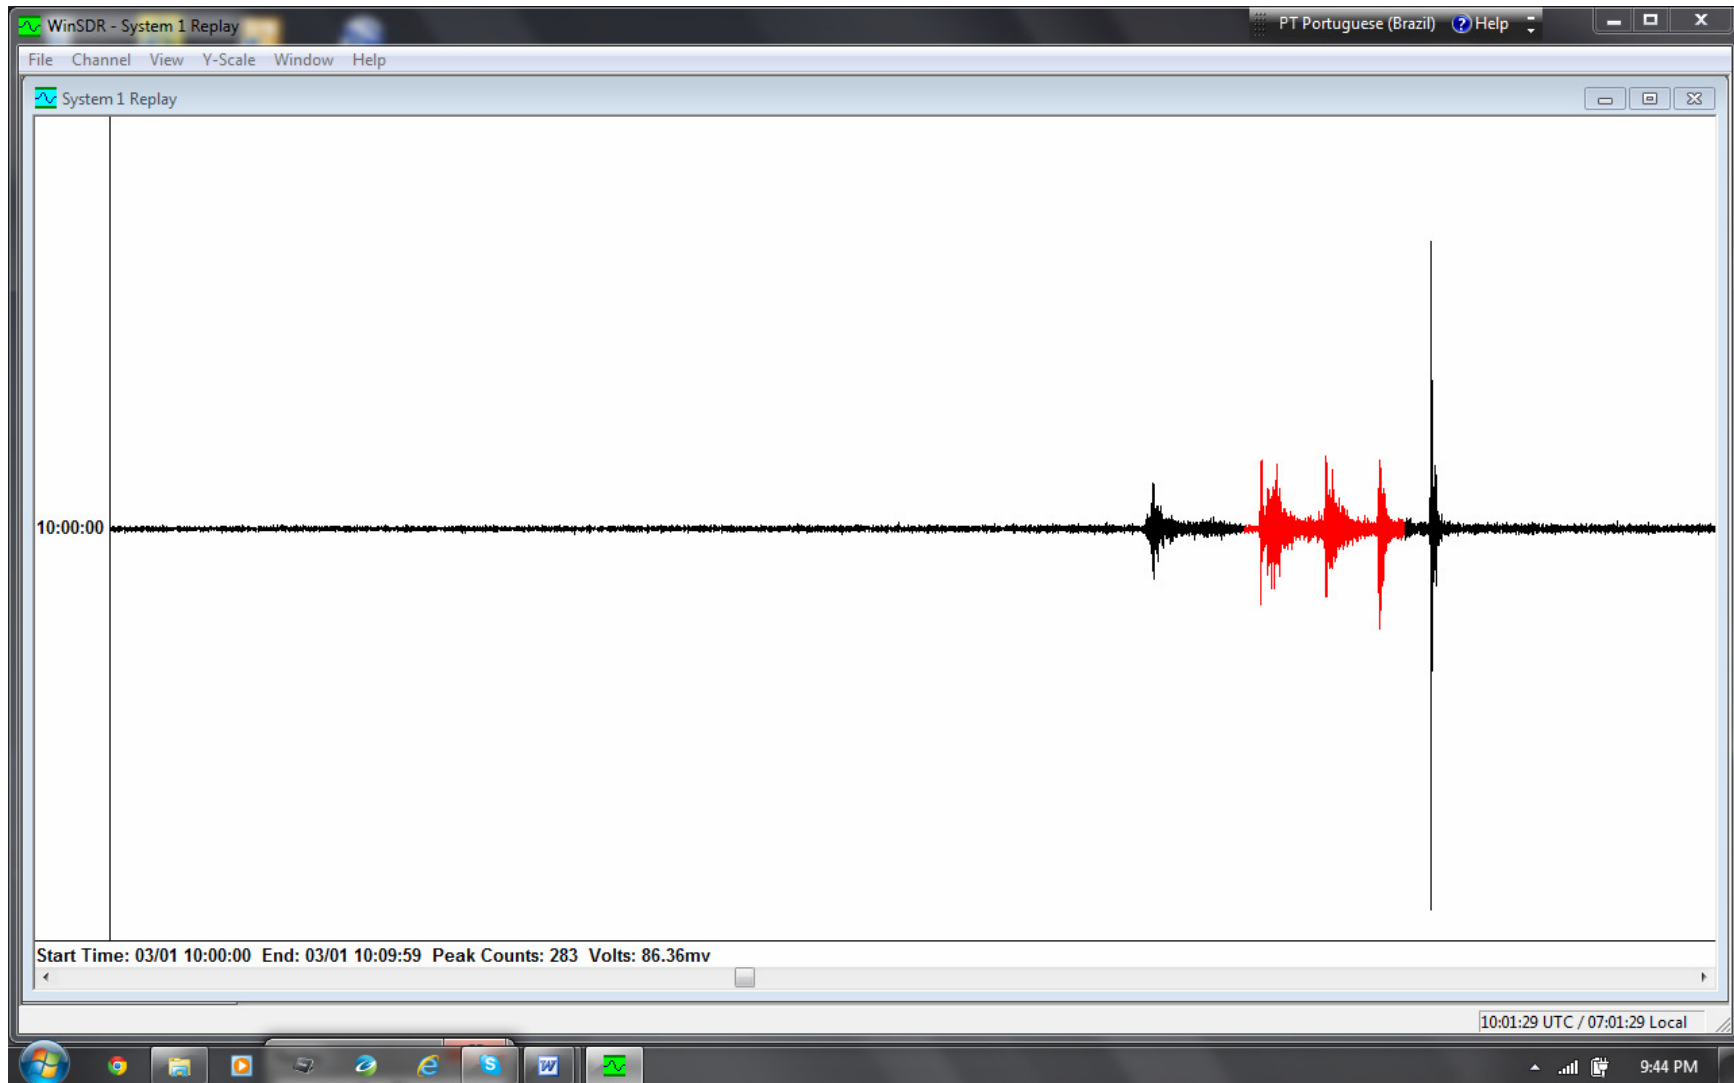 WinSDR - System 1 Replay
PT Portuguese (Brazil) ? Help
File Channel View Y-Scale Window Help
System 1 Replay
10:00:00
Start Time: 03/01 10:00:00 End: 03/01 10:09:59 Peak Counts: 283 Volts: 86.36mv
10:01:29 UTC / 07:01:29 Local
9:44 PM